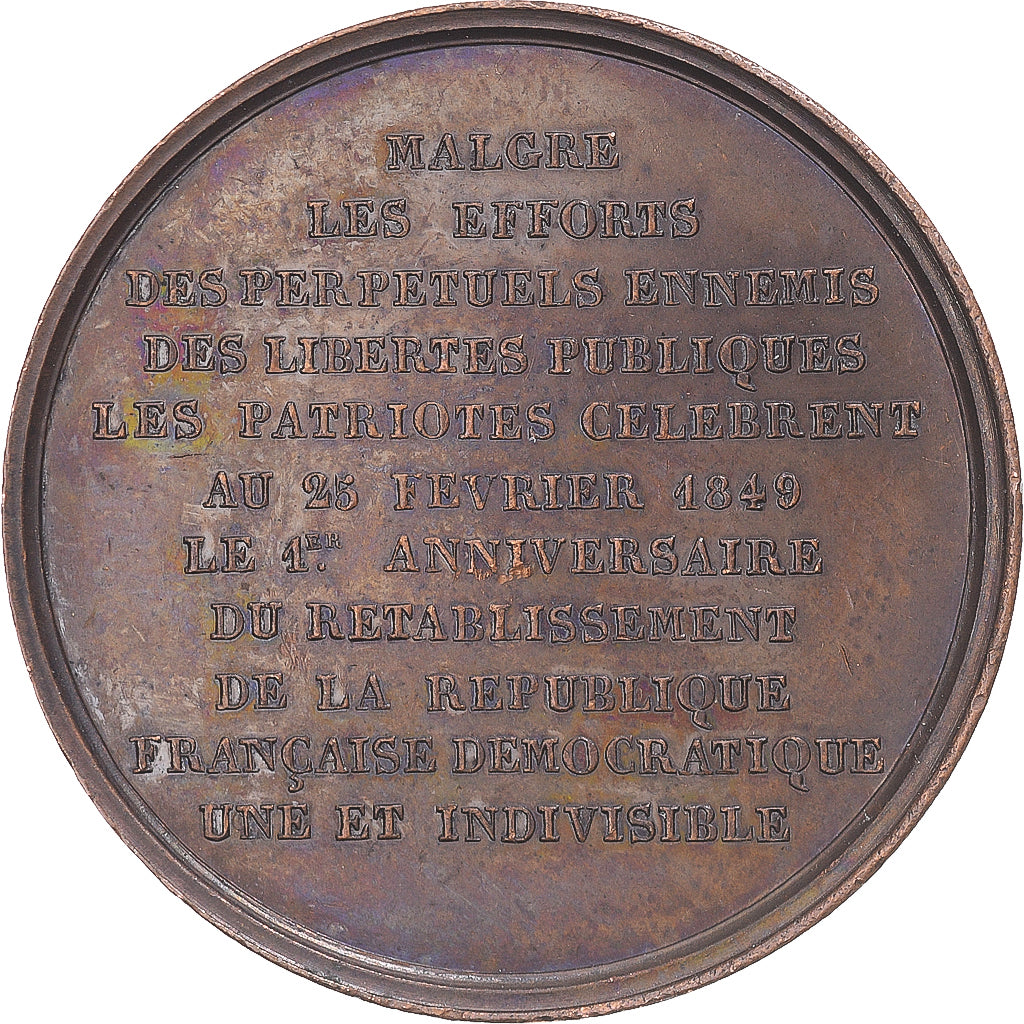 MALGRE
LES EFFORTS
DES PERPETUELS ENNEMIS
DES LIBERTES PUBLIQUES
LES PATRIOTES CELEBRENT
AU 25 FEVRIER 1849
LE 1ER. ANNIVERSAIRE
DU RETABLISSEMENT
DE LA REPUBLIQUE
FRANÇAISE DEMOCRATIQUE
UNE ET INDIVISIBLE